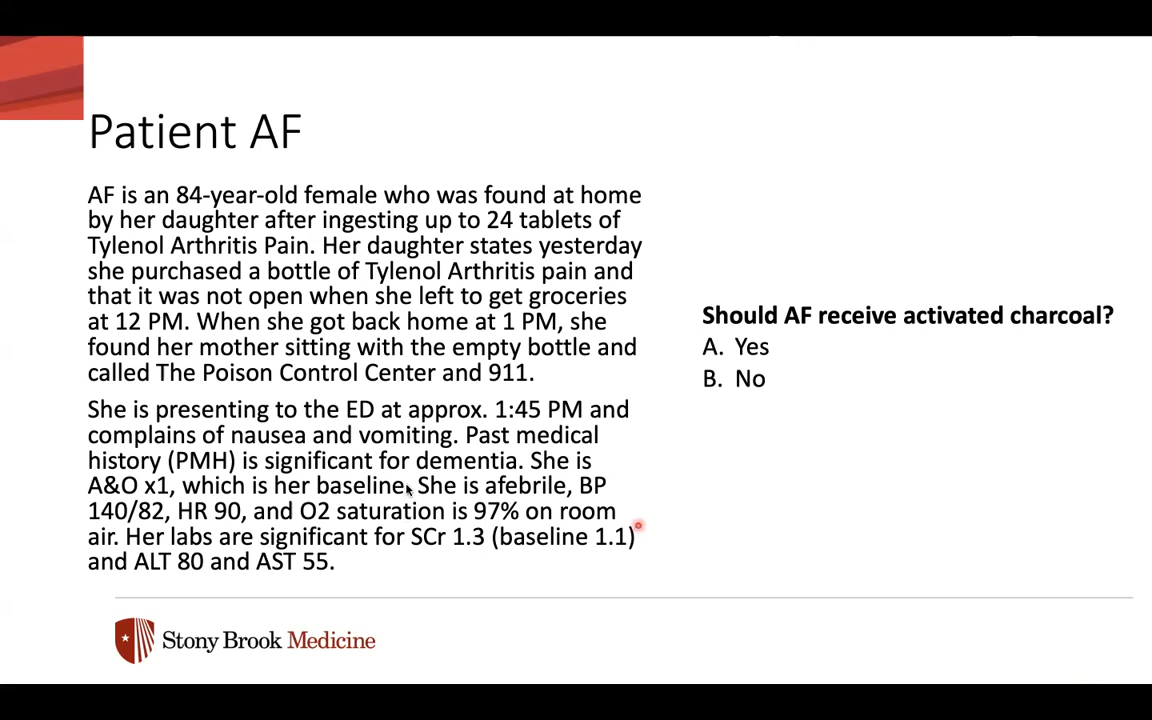 Patient AF
AF is an 84-year-old female who was found at home
by her daughter after ingesting up to 24 tablets of
Tylenol Arthritis Pain. Her daughter states yesterday
she purchased a bottle of Tylenol Arthritis pain and
that it was not open when she left to get groceries
at 12 PM. When she got back home at 1 PM, she
found her mother sitting with the empty bottle and
called The Poison Control Center and 911.
She is presenting to the ED at approx. 1:45 PM and
complains of nausea and vomiting. Past medical
history (PMH) is significant for dementia. She is
A&O x1, which is her baseline. She is afebrile, BP
140/82, HR 90, and O2 saturation is 97% on room
air. Her labs are significant for SCr 1.3 (baseline 1.1)
and ALT 80 and AST 55.
Should AF receive activated charcoal?
A. Yes
B. No
Stony Brook Medicine